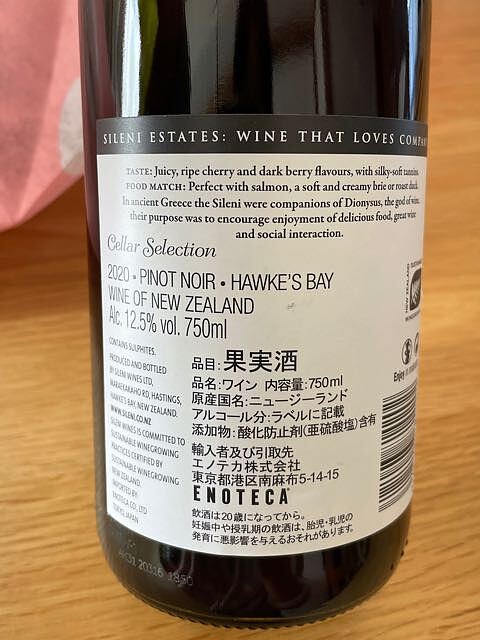 SILENI ESTATES: WINE THAT LOVES COMPAN
TASTE: Juicy, ripe cherry and dark berry flavours, with silky-soft tannins.
FOOD MATCH: Perfect with salmon, a soft and creamy brie or roast duck.
In ancient Greece the Sileni were companions of Dionysus, the god of wine,
their purpose was to encourage enjoyment of delicious food, great wine
and social interaction.
Cellar Selection
2020 • PINOT NOIR • HAWKE'S BAY
WINE OF NEW ZEALAND
Alc. 12.5% vol. 750ml
CONTAINS SULPHITES.
PRODUCED AND BOTTLED
BY SILENI WINES LTD,
MARAEKAKAHO RD, HASTINGS,
HAWKE'S BAY, NEW ZEALAND.
WWW.SILENI.CO.NZ
SILENI WINES IS COMMITTED TO
SUSTAINABLE WINEGROWING
PRACTICES CERTIFIED BY
SUSTAINABLE WINEGROWING
NEW ZEALAND.
IMPORTED BY:
ENOTECA CO. LTD
TOKYO, JAPAN
品目:果実酒
品名:ワイン 内容量:750ml
原産国名:ニュージーランド
アルコール分:ラベルに記載
添加物:酸化防止剤(亜硫酸塩)含有
輸入者及び引取先
エノテカ株式会社
東京都港区南麻布5-14-15
ENOTECA
飲酒は20歳になってから。
妊娠中や授乳期の飲酒は、胎児・乳児の
発育に悪影響を与えるおそれがあります。
NEW ZEALAND
Enjoy
20316 18:50